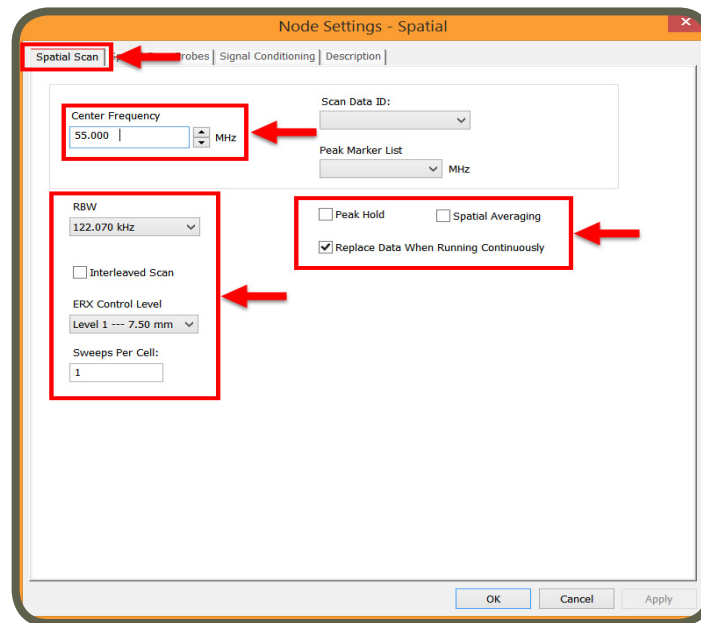 Node Settings - Spatial
Spatial Scan
Probes
Signal Conditioning
Description
Center Frequency
55.000
MHz
Scan Data ID:
Peak Marker List
MHz
RBW
122.070 kHz
Interleaved Scan
ERX Control Level
Level 1 --- 7.50 mm
Sweeps Per Cell:
1
Peak Hold
Spatial Averaging
Replace Data When Running Continuously
OK
Cancel
Apply